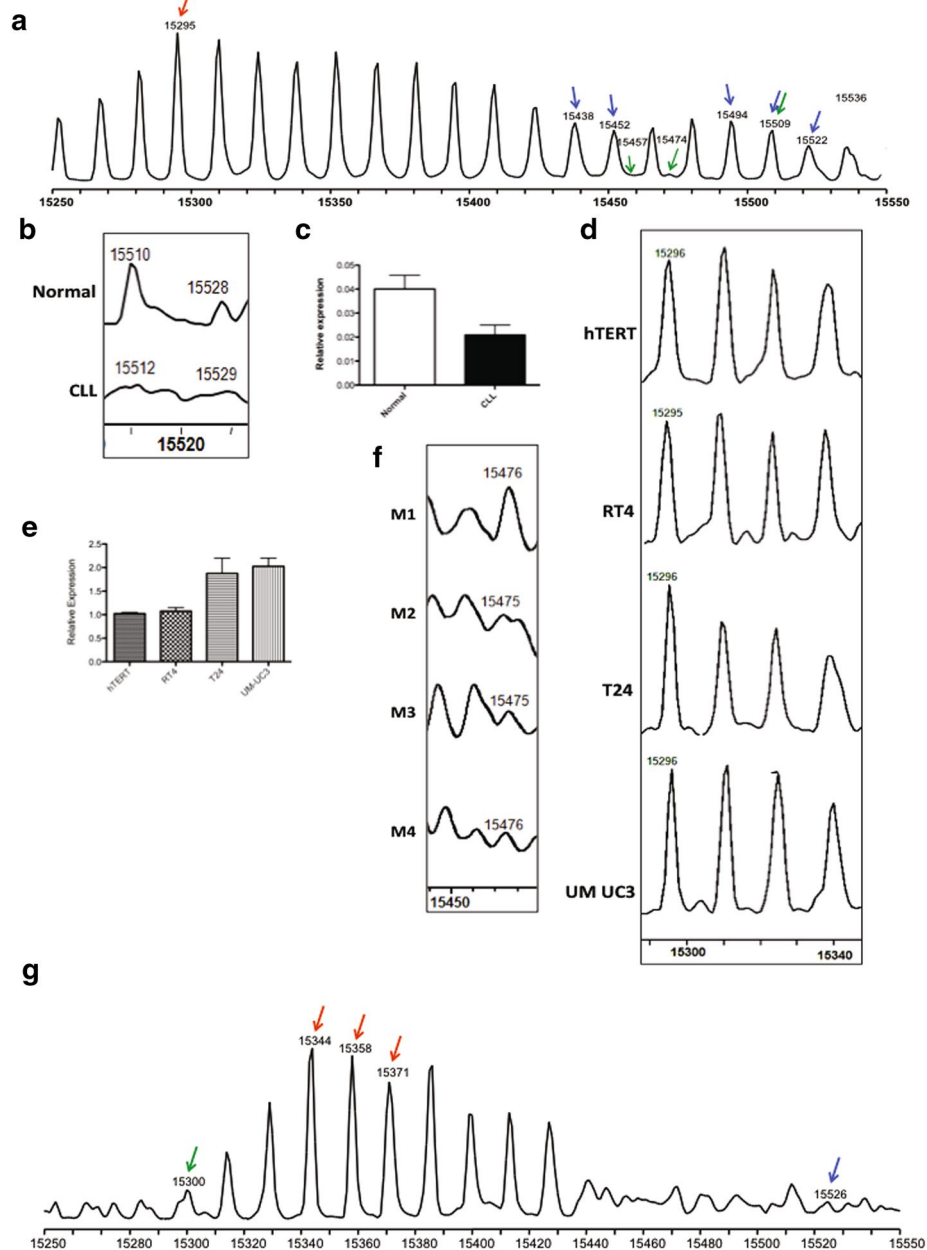 a
15295
15438
15452
15457
15474
15494
15509
15522
15536
15250 15300 15350 15400 15450 15500 15550
b
Normal
15510
15528
CLL
15512
15529
15520
c
Relative expression
0.05
0.04
0.03
0.02
0.01
0.00
Normal CLL
d
hTERT
15296
RT4
15295
T24
15296
UM UC3
15296
15300 15340
e
Relative Expression
2.5
2.0
1.5
1.0
0.5
0.0
hTERT RT4 T24 UM-UC3
f
M1
15476
M2
15475
M3
15475
M4
15476
15450
g
15300
15344
15358
15371
15526
15250 15280 15300 15320 15340 15360 15380 15400 15420 15440 15460 15480 15500 15520 15550